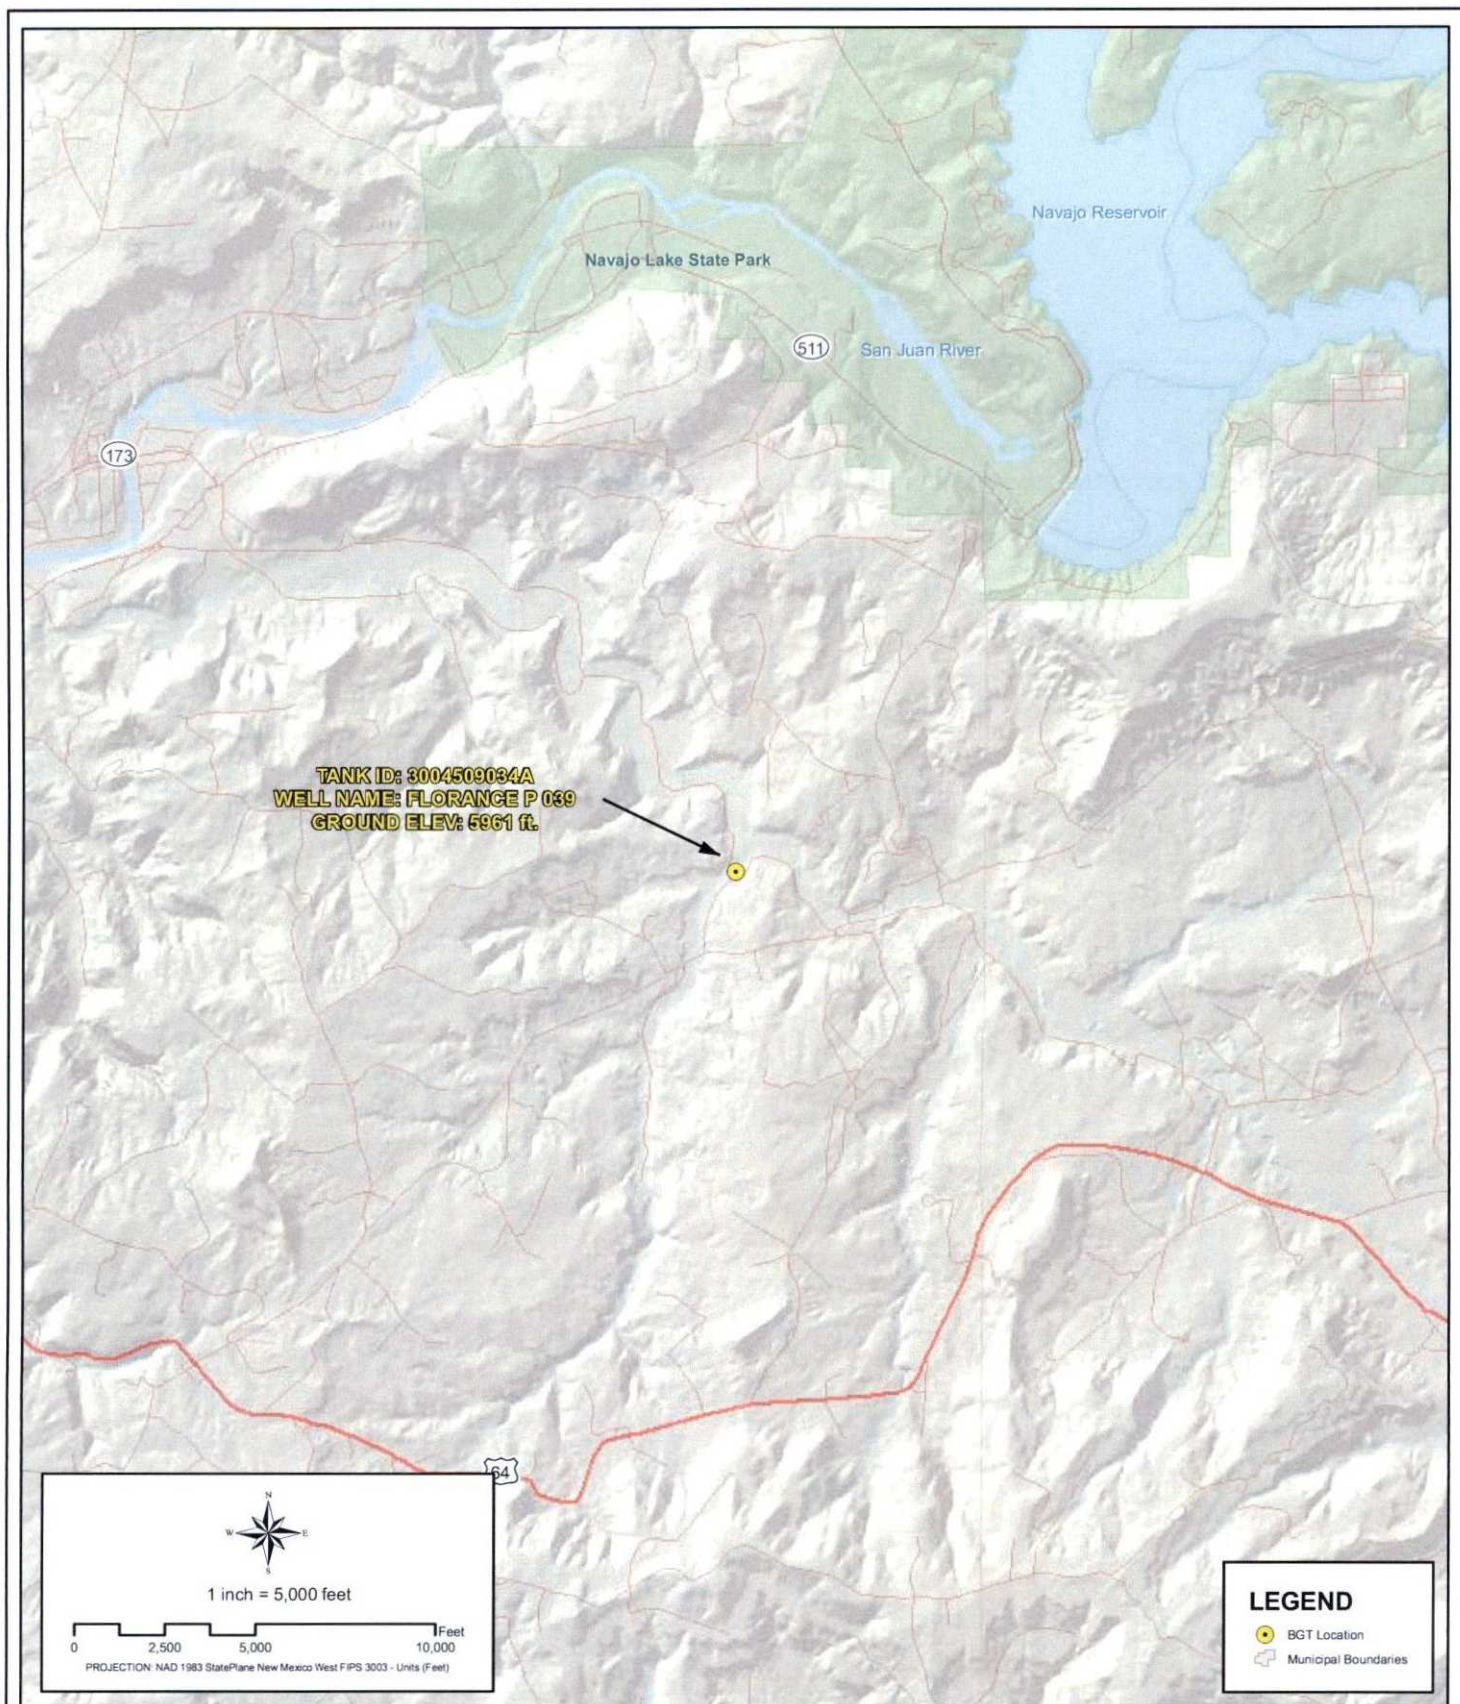 Navajo Reservoir
Navajo Lake State Park
511
San Juan River
173
TANK ID: 3004509034A
WELL NAME: FLORANCE P 039
GROUND ELEV: 5961 ft.
64
N
W E
S
1 inch = 5,000 feet
Feet
0 2,500 5,000 10,000
PROJECTION: NAD 1983 StatePlane New Mexico West FIPS 3003 - Units (Feet)
LEGEND
BGT Location
Municipal Boundaries